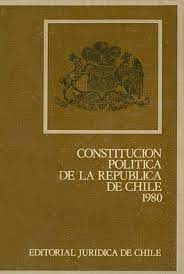 CONSTITUCION
POLITICA
DE LA REPUBLICA
DE CHILE
1980
EDITORIAL JURIDICA DE CHILE